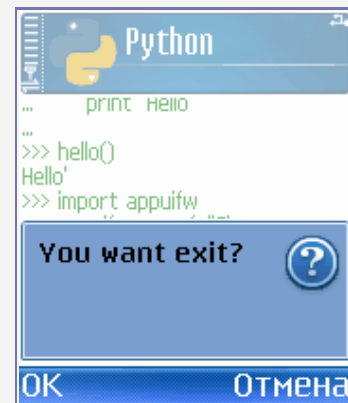 Python
... print Hello
...
>>> hello()
Hello'
>>> import appuifw
You want exit?
OK Отмена